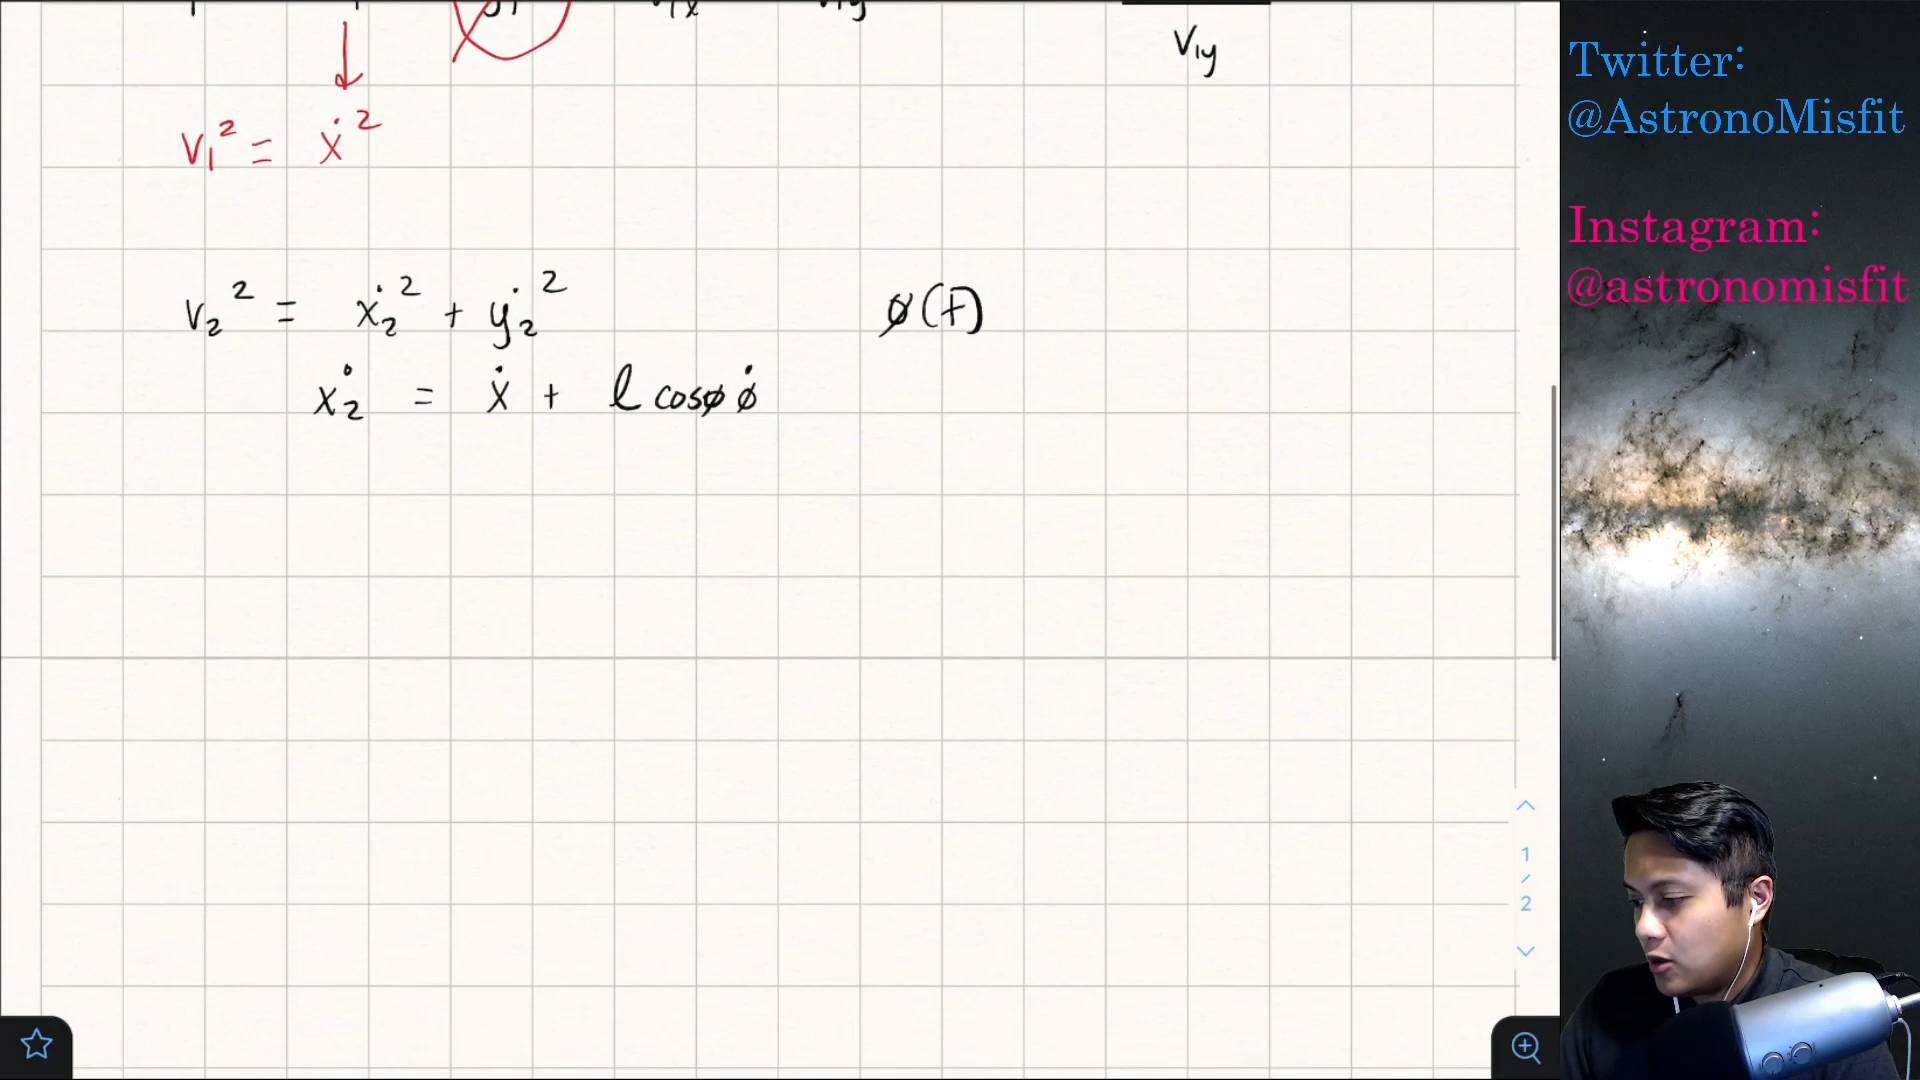 V₁y
v₁² = ẋ²
v₂² = ẋ₂² + ẏ₂²
ϕ(t)
ẋ₂ = ẋ + l cosϕ ϕ̇
Twitter:
@AstronoMisfit
Instagram:
@astronomisfit
1
/
2